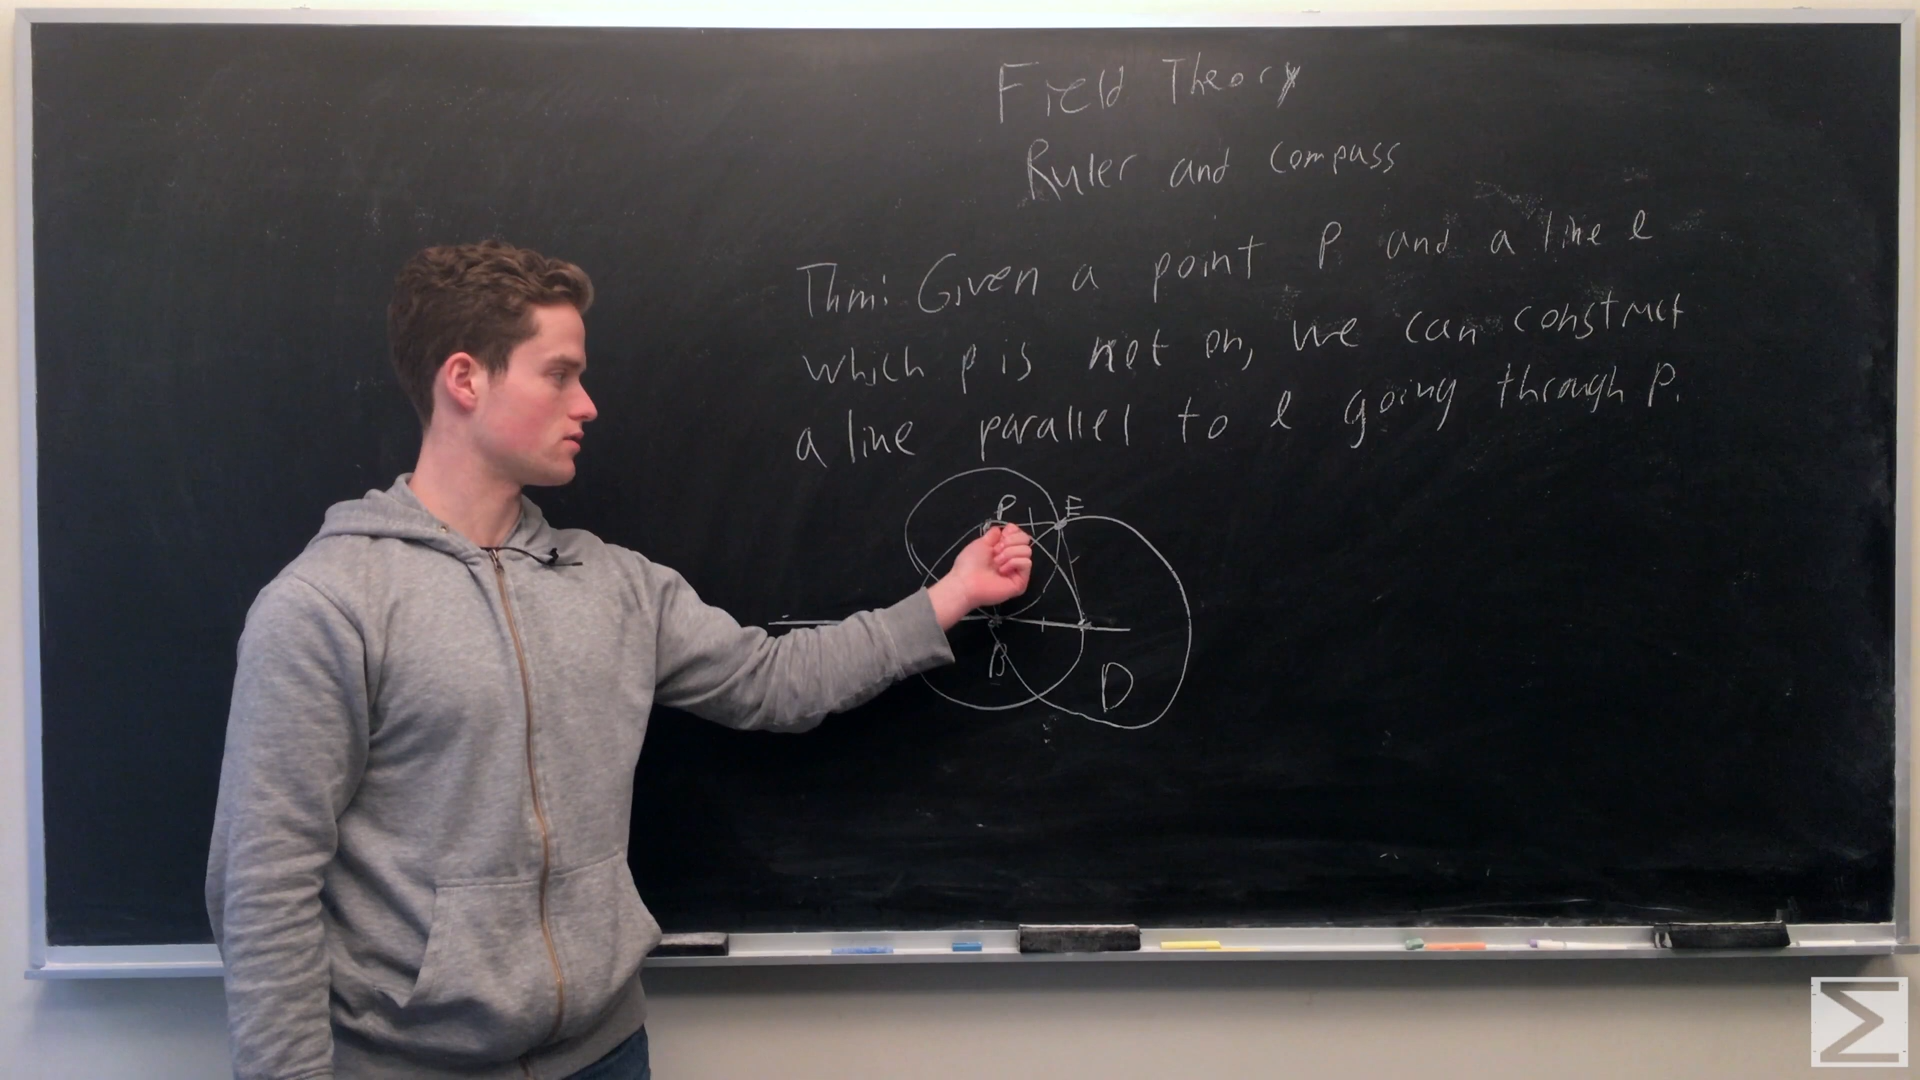 Field Theory
Ruler and compass
Thm: Given a point P and a line l
which p is not on, we can construct
a line parallel to l going through p.
P E
B D
Σ